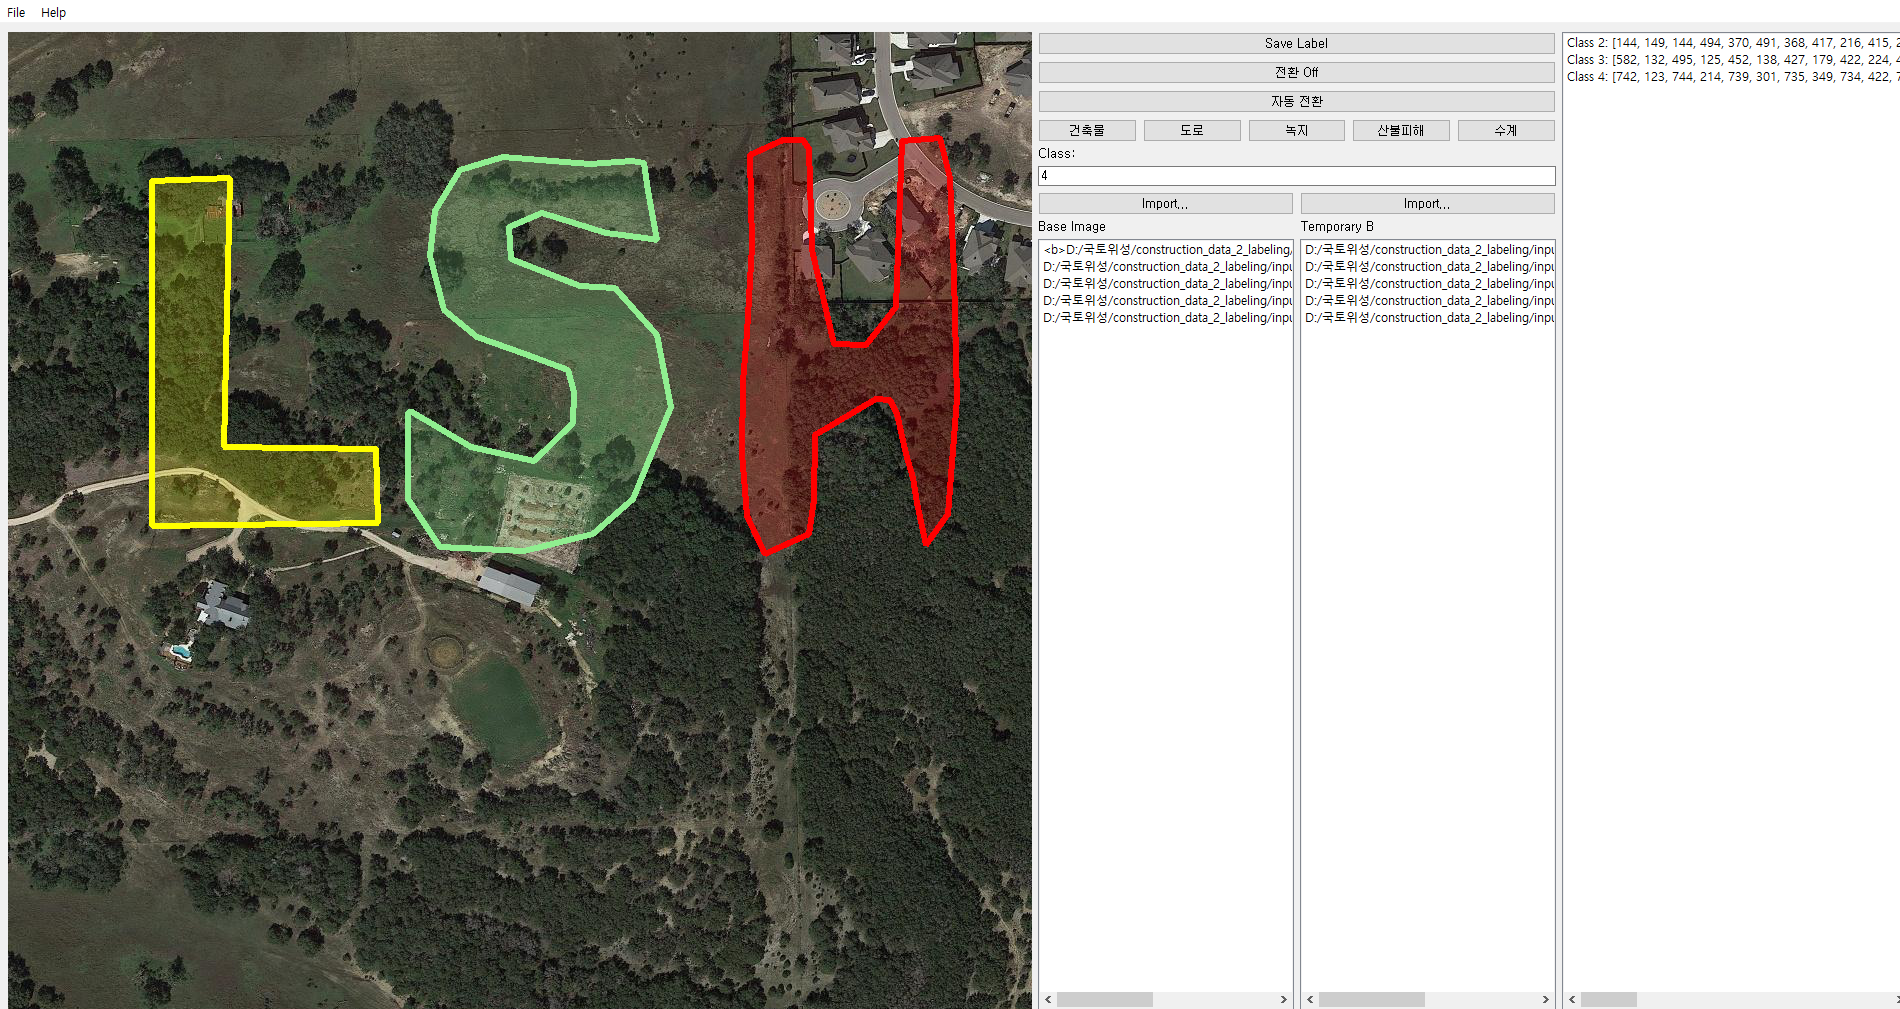 File Help
LSH
Save Label
전환 Off
자동 전환
건축물 도로 녹지 산불피해 수계
Class:
4
Import... Import...
Base Image Temporary B
<b>D:/국토위성/construction_data_2_labeling/ D:/국토위성/construction_data_2_labeling/inpu
D:/국토위성/construction_data_2_labeling/inpu D:/국토위성/construction_data_2_labeling/inpu
D:/국토위성/construction_data_2_labeling/inpu D:/국토위성/construction_data_2_labeling/inpu
D:/국토위성/construction_data_2_labeling/inpu D:/국토위성/construction_data_2_labeling/inpu
D:/국토위성/construction_data_2_labeling/inpu D:/국토위성/construction_data_2_labeling/inpu
Class 2: [144, 149, 144, 494, 370, 491, 368, 417, 216, 415, 2
Class 3: [582, 132, 495, 125, 452, 138, 427, 179, 422, 224, 4
Class 4: [742, 123, 744, 214, 739, 301, 735, 349, 734, 422, 7